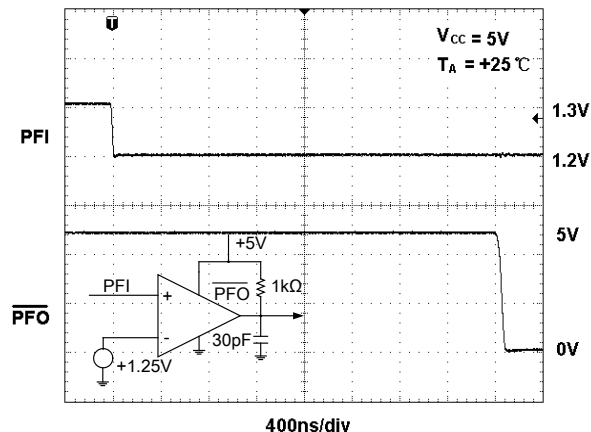 T
VCC = 5V
TA = +25℃
PFI
1.3V
1.2V
5V
+5V
PFI
+
PFO
1kΩ
PFO
-
30pF
+1.25V
0V
400ns/div